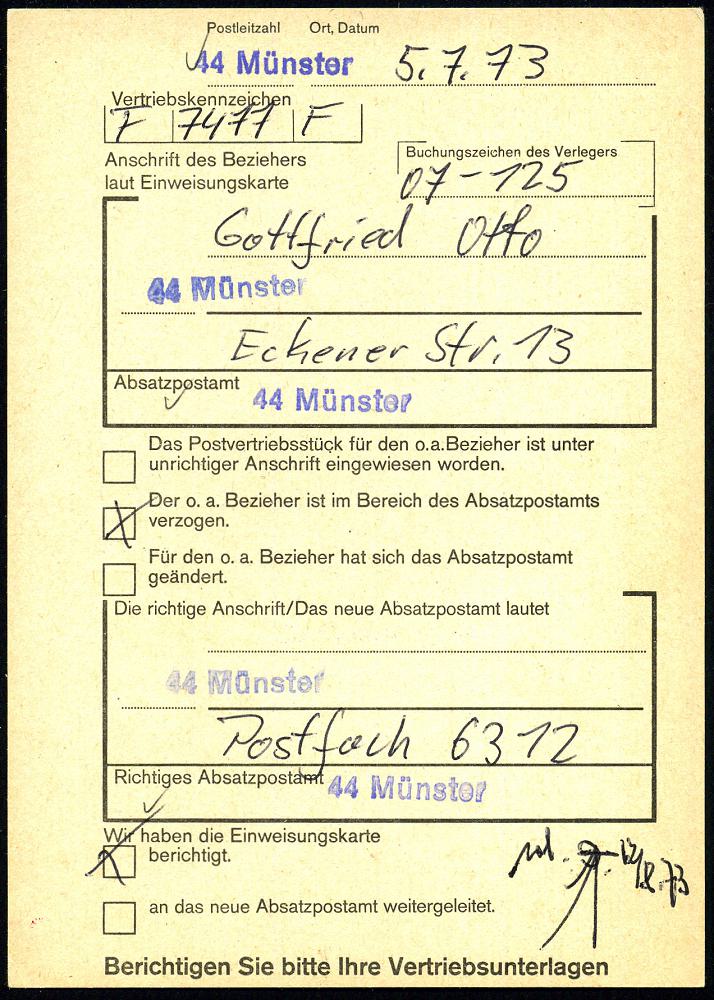 Postleitzahl Ort, Datum
44 Münster 5.7.73
Vertriebskennzeichen
F 7477 F
Anschrift des Beziehers
laut Einweisungskarte
Buchungszeichen des Verlegers
07-125
Gottfried Otto
44 Münster
Eckener Str. 13
Absatzpostamt
44 Münster
Das Postvertriebsstück für den o.a.Bezieher ist unter
unrichtiger Anschrift eingewiesen worden.
Der o. a. Bezieher ist im Bereich des Absatzpostamts
verzogen.
Für den o. a. Bezieher hat sich das Absatzpostamt
geändert.
Die richtige Anschrift/Das neue Absatzpostamt lautet
44 Münster
Postfach 6312
Richtiges Absatzpostamt
44 Münster
Wir haben die Einweisungskarte
berichtigt.
an das neue Absatzpostamt weitergeleitet.
Berichtigen Sie bitte Ihre Vertriebsunterlagen